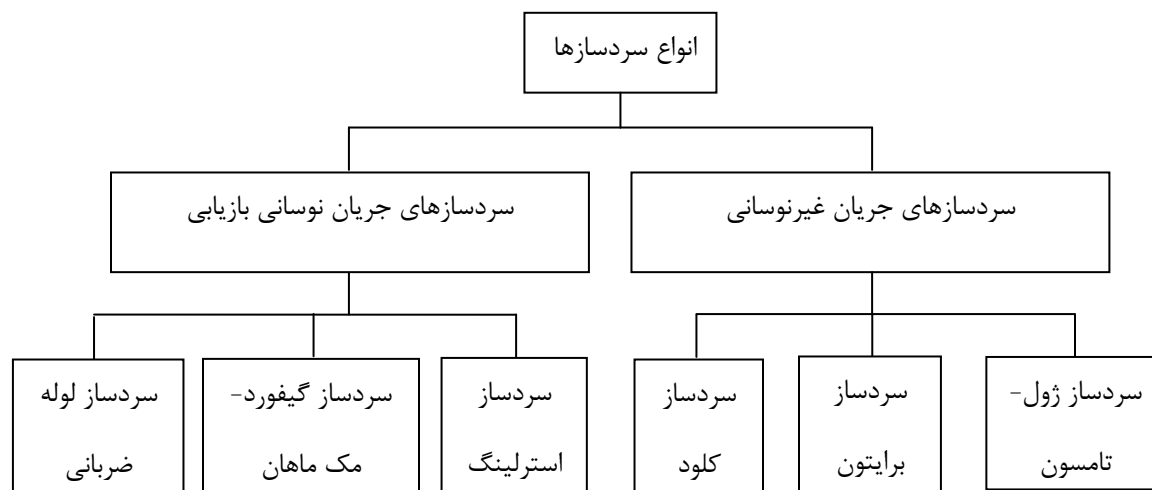 انواع سردسازها
سردسازهای جریان غیرنوسانی
سردسازهای جریان نوسانی بازیابی
سردساز ژول-
تامسون
سردساز
برایتون
سردساز
کلود
سردساز
استرلینگ
سردساز گیفورد-
مک ماهان
سردساز لوله
ضربانی